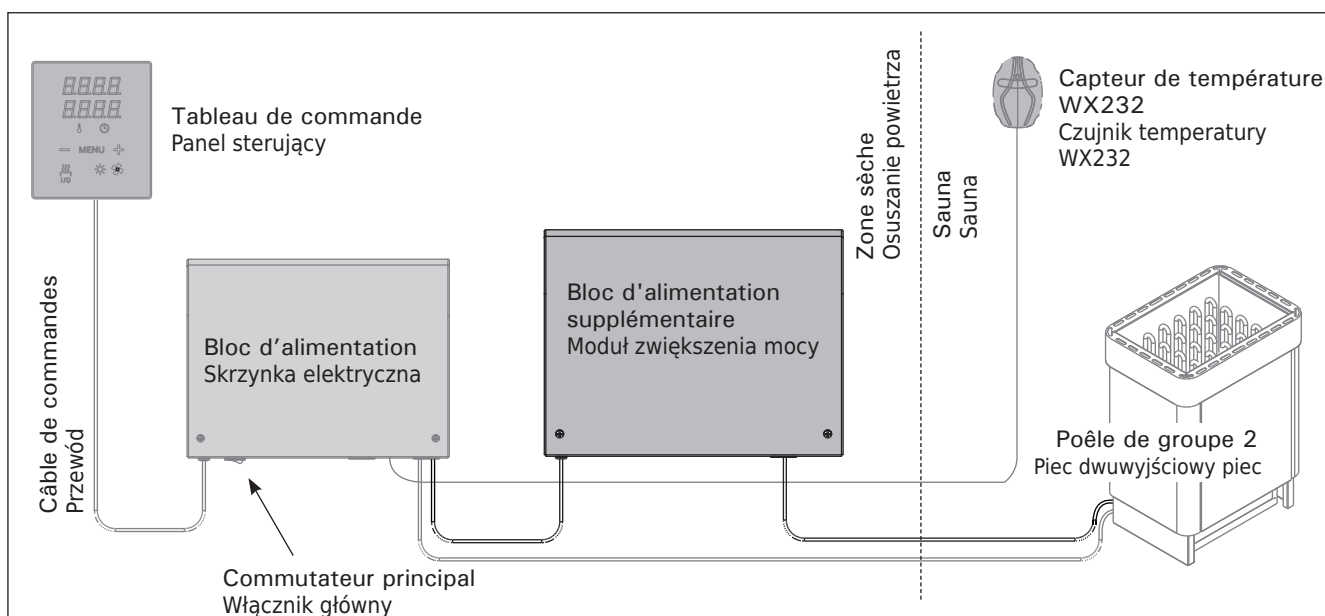 8.8.8.8
8.8.8.8
− MENU +
I/O
Tableau de commande
Panel sterujący
Câble de commandes
Przewód
Bloc d’alimentation
Skrzynka elektryczna
Commutateur principal
Włącznik główny
Bloc d'alimentation
supplémentaire
Moduł zwiększenia mocy
Zone sèche
Osuszanie powietrza
Sauna
Sauna
Capteur de température
WX232
Czujnik temperatury
WX232
Poêle de groupe 2
Piec dwuwyjściowy piec